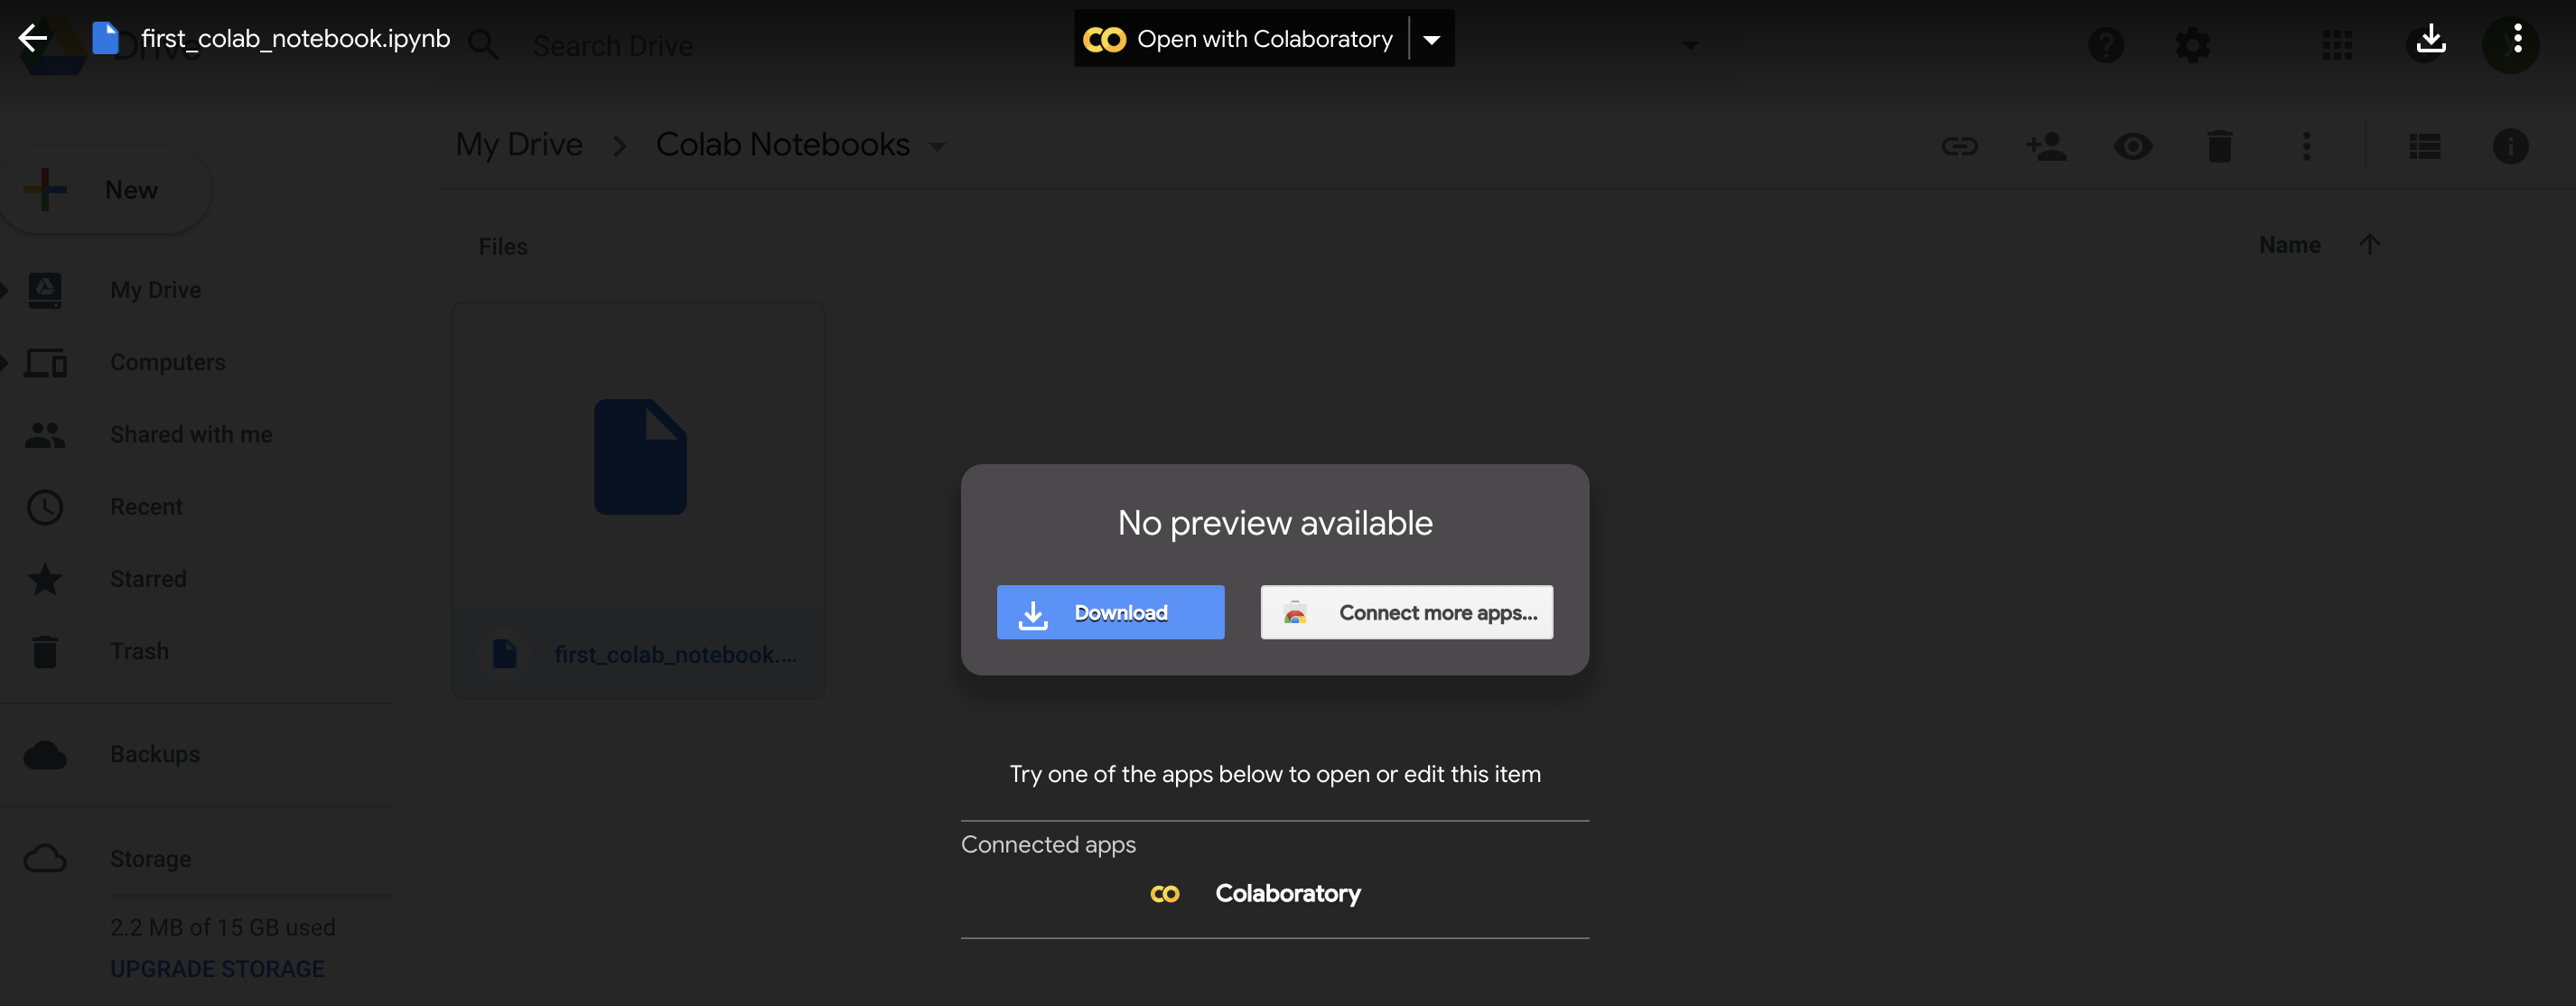 first_colab_notebook.ipynb
Drive
Search Drive
Open with Colaboratory
My Drive
Colab Notebooks
New
Files
Name
My Drive
Computers
Shared with me
Recent
Starred
Trash
first_colab_notebook....
Backups
Storage
2.2 MB of 15 GB used
UPGRADE STORAGE
No preview available
Download
Connect more apps...
Try one of the apps below to open or edit this item
Connected apps
Colaboratory